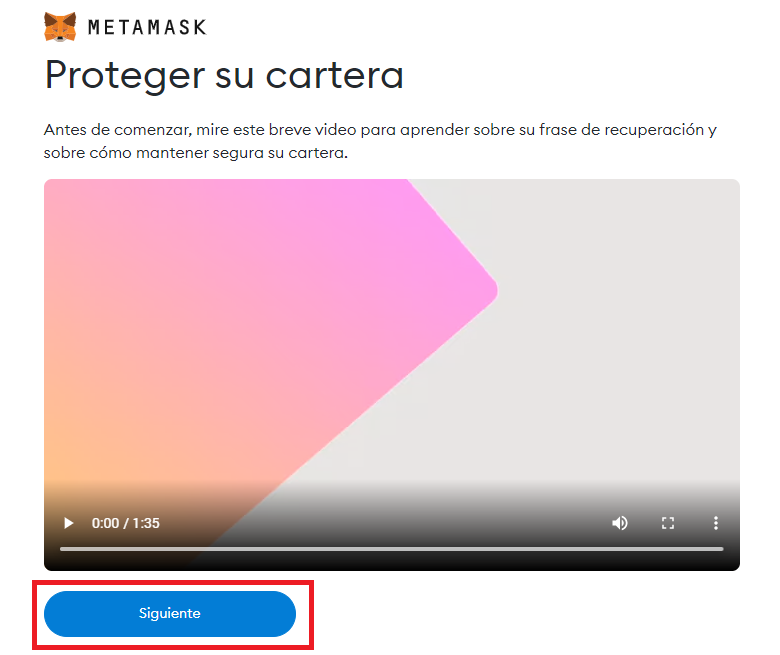 METAMASK
Proteger su cartera
Antes de comenzar, mire este breve video para aprender sobre su frase de recuperación y
sobre cómo mantener segura su cartera.
0:00 / 1:35
Siguiente